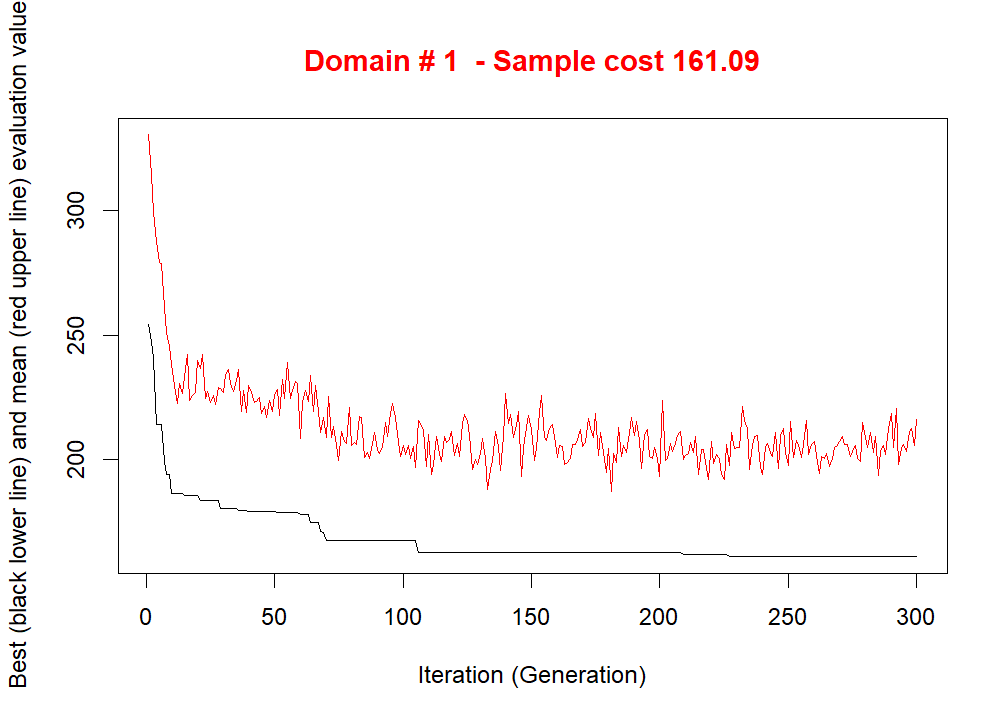 Domain # 1  - Sample cost 161.09
Best (black lower line) and mean (red upper line) evaluation value
300
250
200
0 50 100 150 200 250 300
Iteration (Generation)